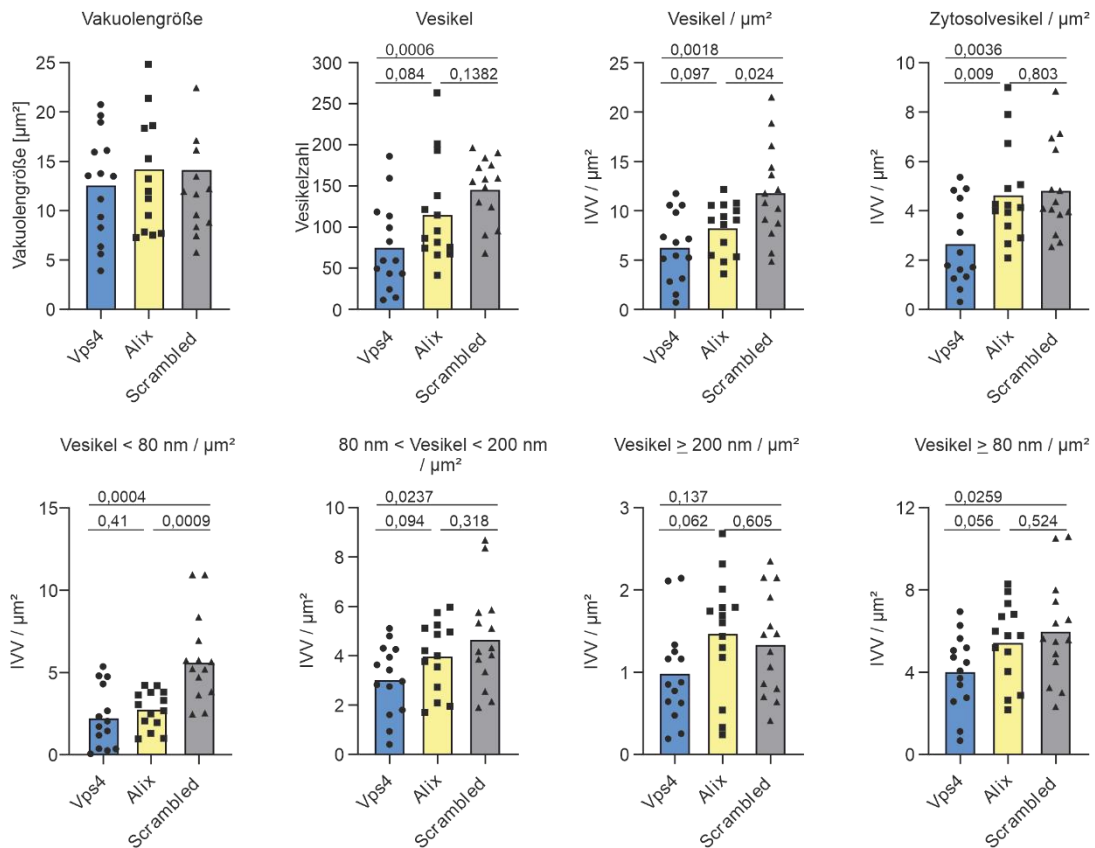 Vakuolengröße
Vakuolengröße [µm²]
25
20
15
10
5
0
Vps4
Alix
Scrambled
Vesikel
0,0006
0,084
0,1382
Vesikelzahl
300
250
200
150
100
50
0
Vps4
Alix
Scrambled
Vesikel / µm²
0,0018
0,097
0,024
IVV / µm²
25
20
15
10
5
0
Vps4
Alix
Scrambled
Zytosolvesikel / µm²
0,0036
0,009
0,803
IVV / µm²
10
8
6
4
2
0
Vps4
Alix
Scrambled
Vesikel < 80 nm / µm²
0,0004
0,41
0,0009
IVV / µm²
15
10
5
0
Vps4
Alix
Scrambled
80 nm < Vesikel < 200 nm
/ µm²
0,0237
0,094
0,318
IVV / µm²
10
8
6
4
2
0
Vps4
Alix
Scrambled
Vesikel ≥ 200 nm / µm²
0,137
0,062
0,605
IVV / µm²
3
2
1
0
Vps4
Alix
Scrambled
Vesikel ≥ 80 nm / µm²
0,0259
0,056
0,524
IVV / µm²
12
8
4
0
Vps4
Alix
Scrambled